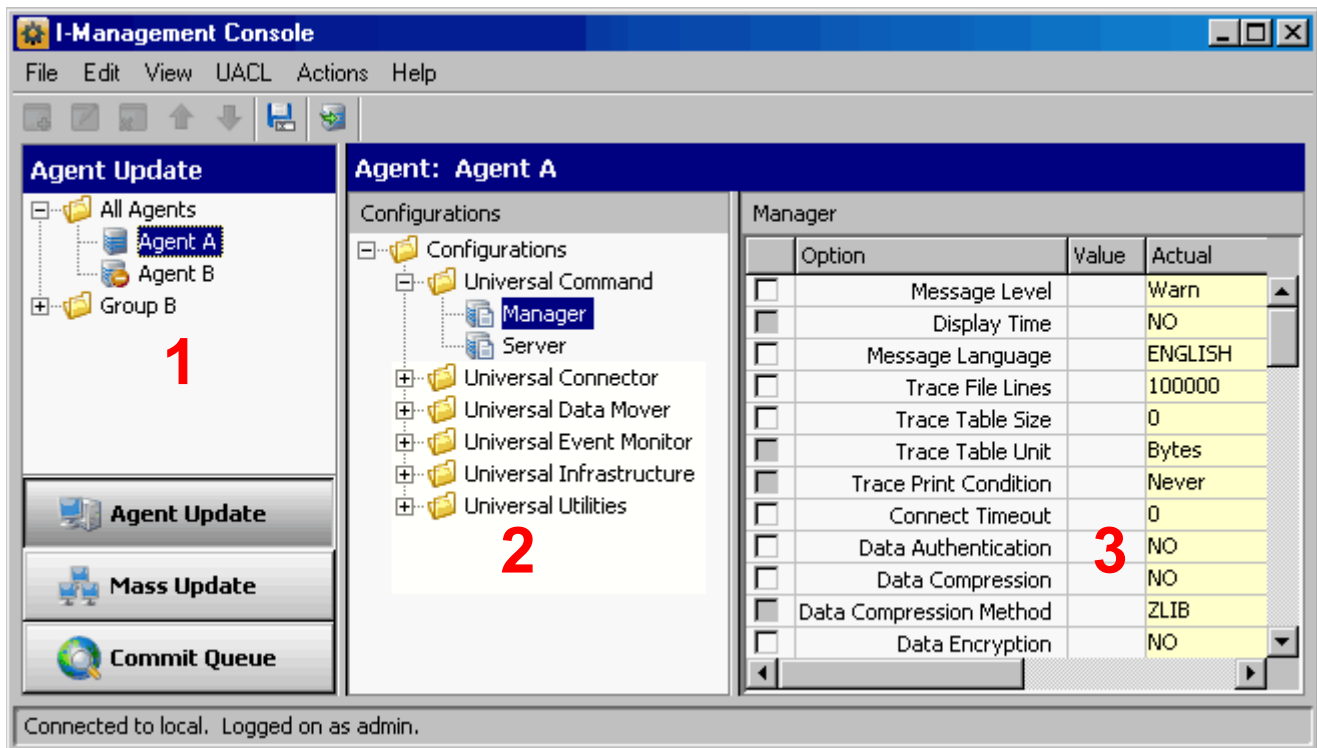 I-Management Console
File Edit View UACL Actions Help
Agent Update
All Agents
Agent A
Agent B
Group B
1
Agent Update
Mass Update
Commit Queue
Agent: Agent A
Configurations
Configurations
Universal Command
Manager
Server
Universal Connector
Universal Data Mover
Universal Event Monitor
Universal Infrastructure
Universal Utilities
2
Manager
Option Value Actual
Message Level Warn
Display Time NO
Message Language ENGLISH
Trace File Lines 100000
Trace Table Size 0
Trace Table Unit Bytes
Trace Print Condition Never
Connect Timeout 0
Data Authentication NO
3
Data Compression NO
Data Compression Method ZLIB
Data Encryption NO
Connected to local. Logged on as admin.